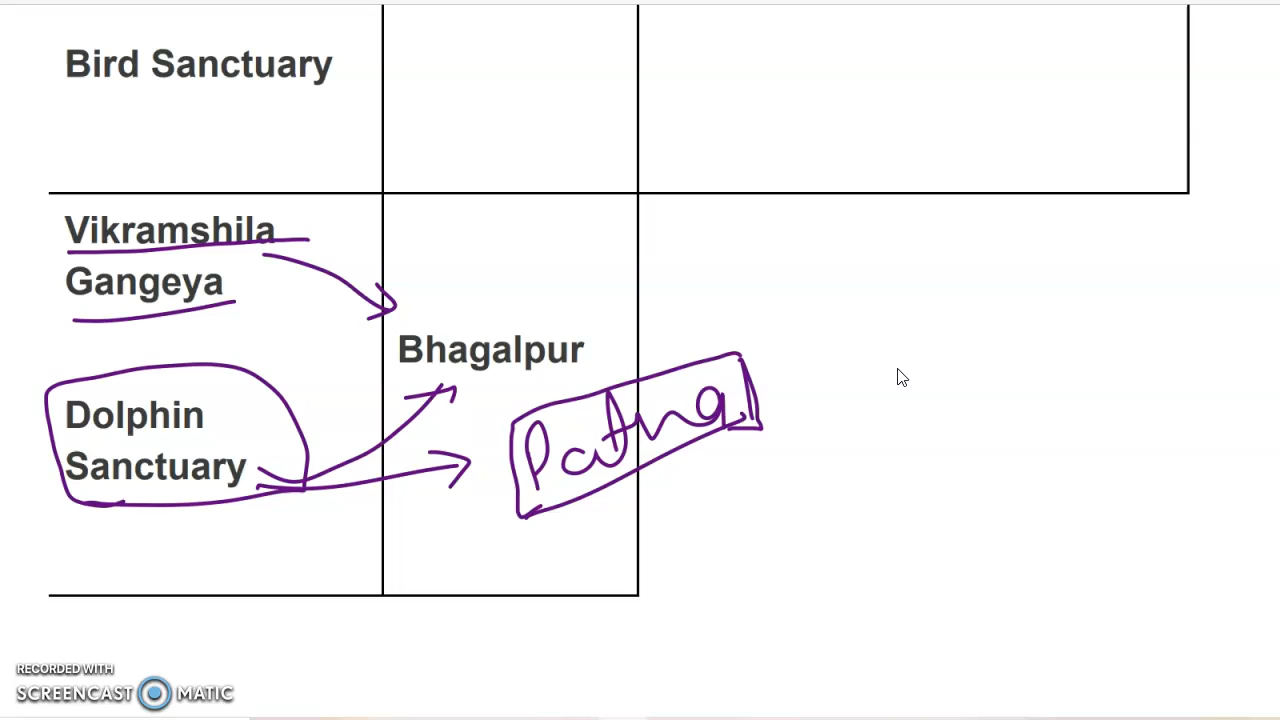 Bird Sanctuary
Vikramshila
Gangeya
Bhagalpur
Dolphin
Sanctuary
Patna
RECORDED WITH
SCREENCAST MATIC